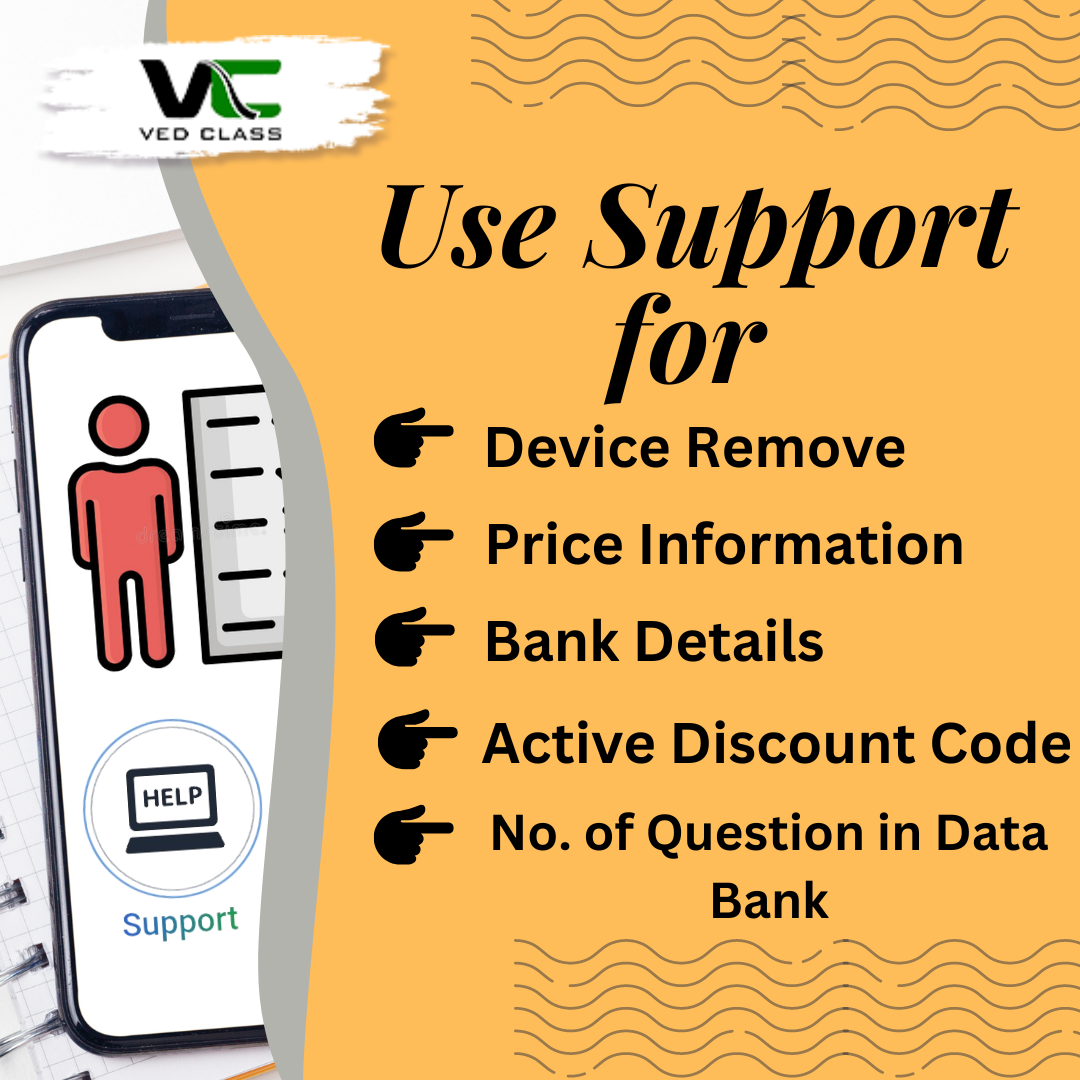 VC
VED CLASS
Use Support
for
Device Remove
Price Information
Bank Details
Active Discount Code
No. of Question in Data
Bank
HELP
Support